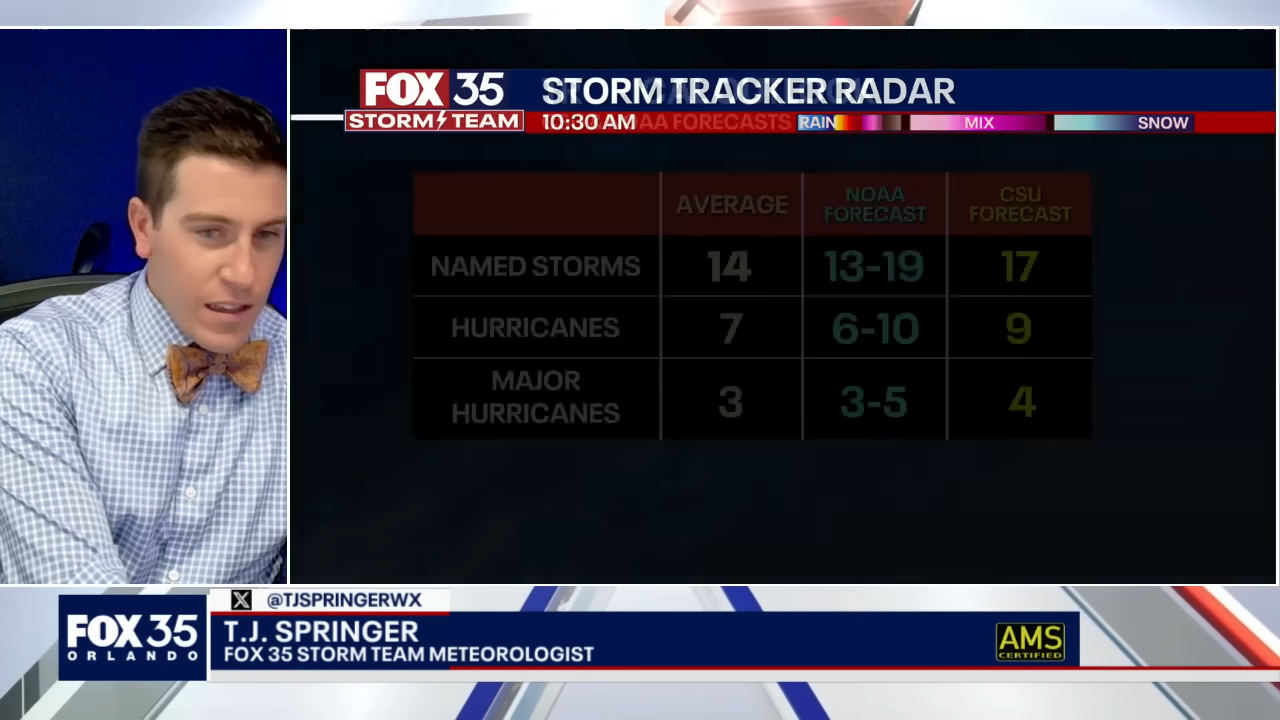 FOX 35
STORM TEAM
STORM TRACKER RADAR
10:30 AM
NOAA FORECASTS
RAIN
MIX
SNOW
AVERAGE
NOAA
FORECAST
CSU
FORECAST
NAMED STORMS
14
13-19
17
HURRICANES
7
6-10
9
MAJOR
HURRICANES
3
3-5
4
FOX 35
ORLANDO
X @TJSPRINGERWX
T.J. SPRINGER
FOX 35 STORM TEAM METEOROLOGIST
AMS
CERTIFIED